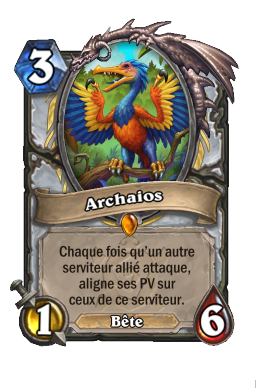 3
Archaios
Chaque fois qu'un autre
serviteur allié attaque,
aligne ses PV sur
ceux de ce serviteur.
1
Bête
6